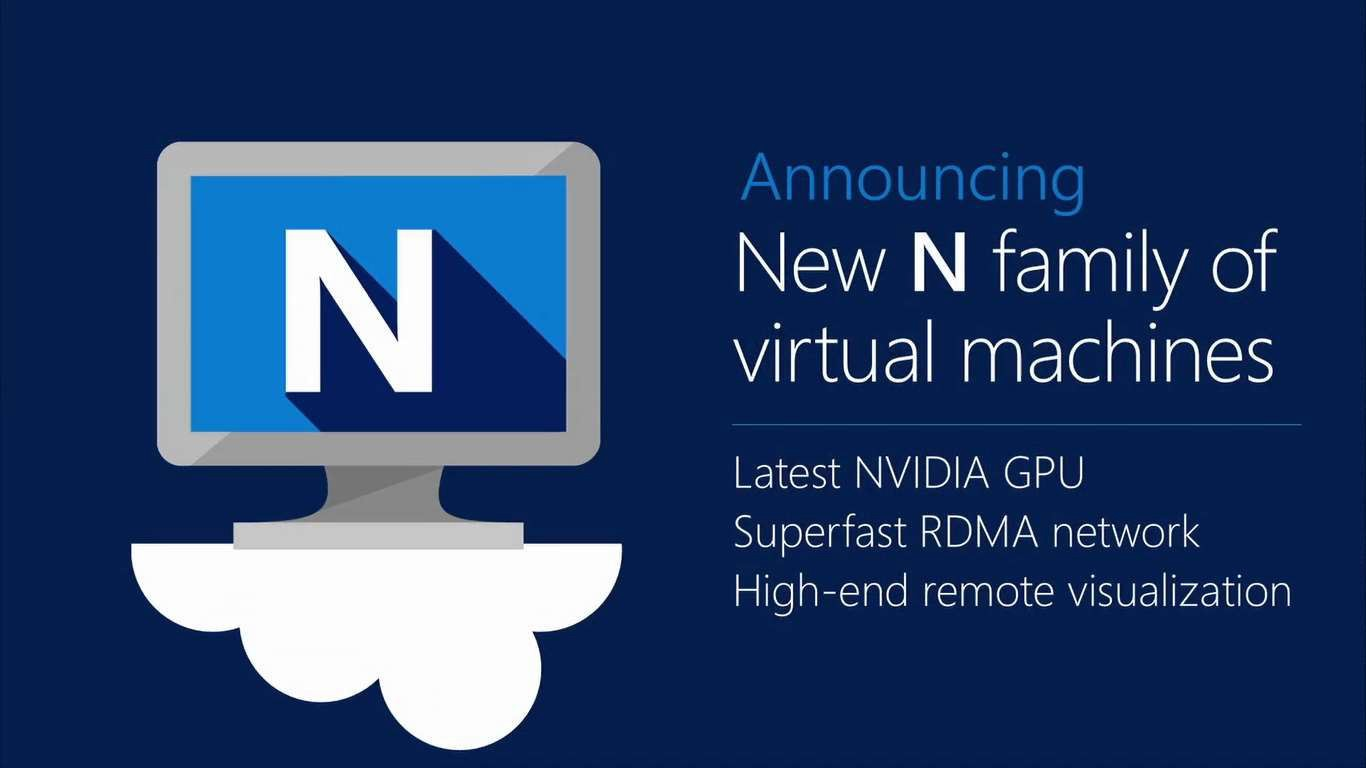 N
Announcing
New N family of
virtual machines
Latest NVIDIA GPU
Superfast RDMA network
High-end remote visualization